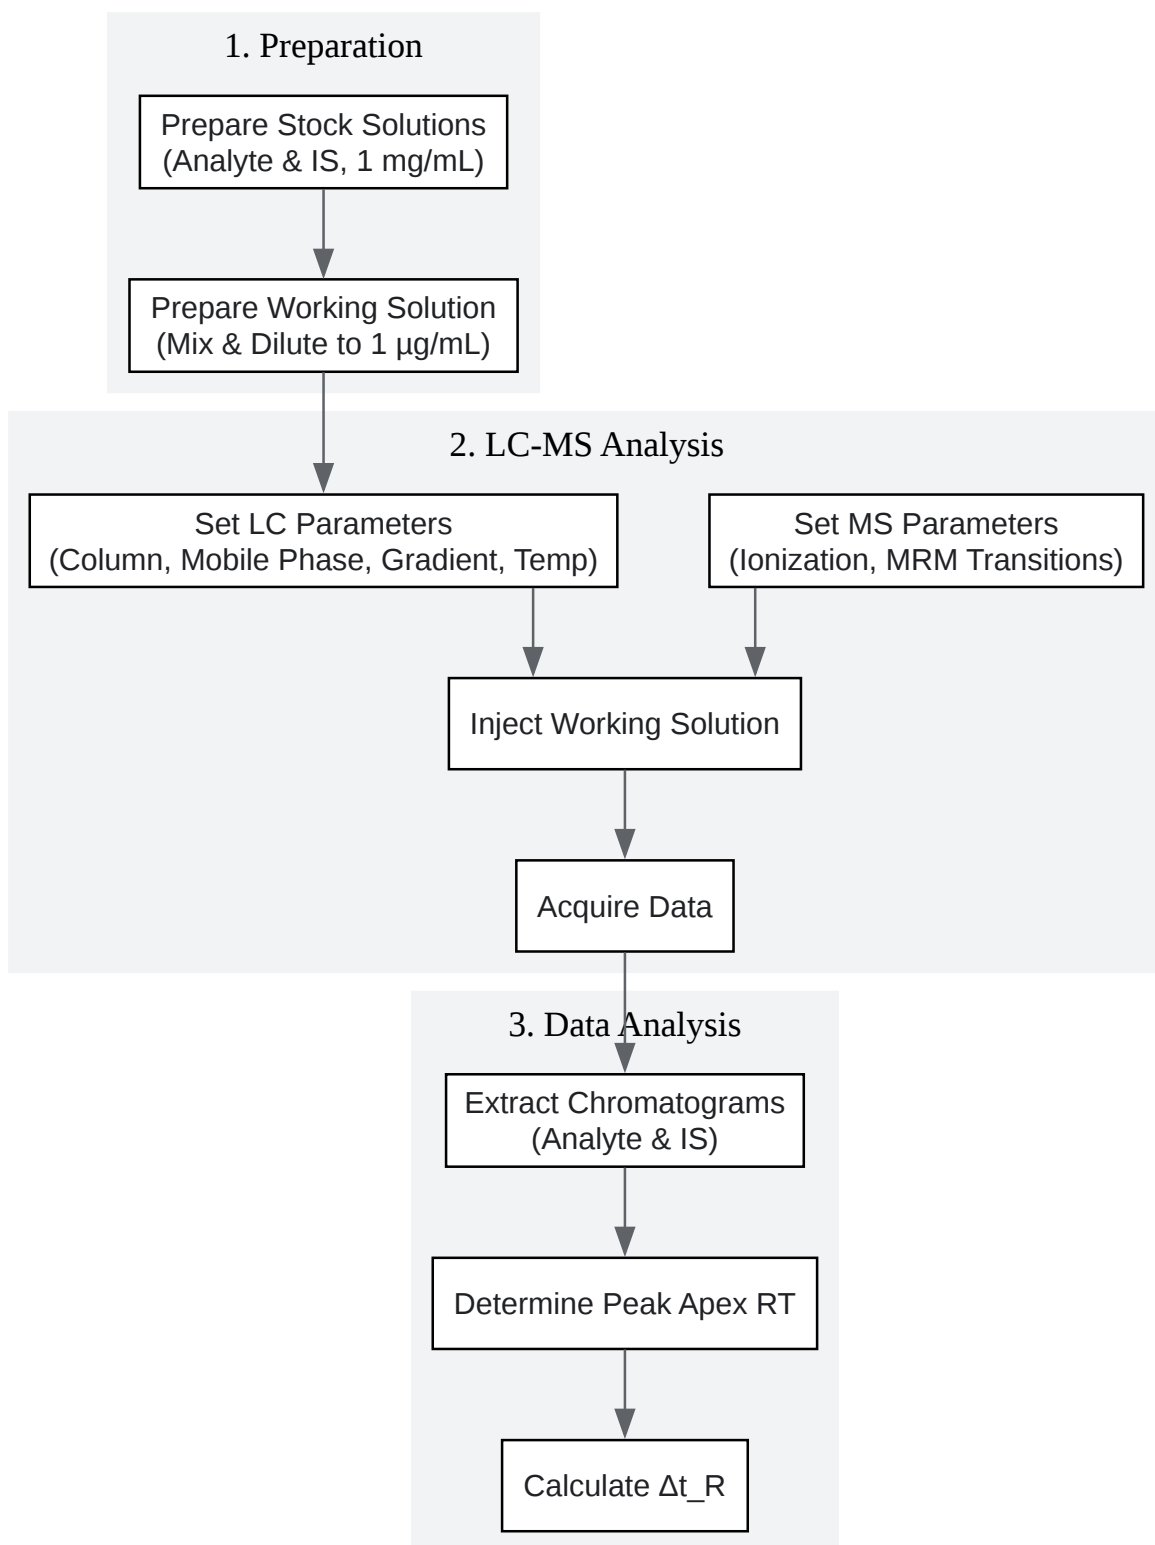 1. Preparation
Prepare Stock Solutions
(Analyte & IS, 1 mg/mL)
Prepare Working Solution
(Mix & Dilute to 1 µg/mL)
2. LC-MS Analysis
Set LC Parameters
(Column, Mobile Phase, Gradient, Temp)
Set MS Parameters
(Ionization, MRM Transitions)
Inject Working Solution
Acquire Data
3. Data Analysis
Extract Chromatograms
(Analyte & IS)
Determine Peak Apex RT
Calculate Δt_R